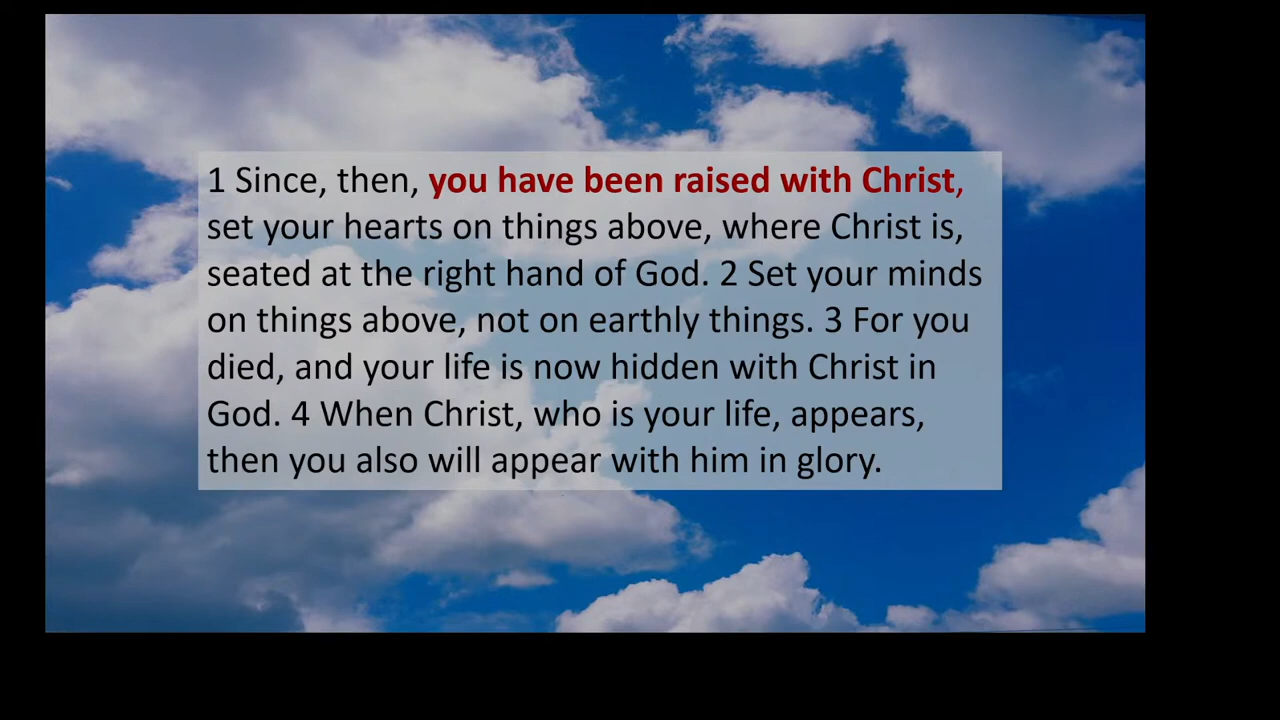 1 Since, then, you have been raised with Christ,
set your hearts on things above, where Christ is,
seated at the right hand of God. 2 Set your minds
on things above, not on earthly things. 3 For you
died, and your life is now hidden with Christ in
God. 4 When Christ, who is your life, appears,
then you also will appear with him in glory.